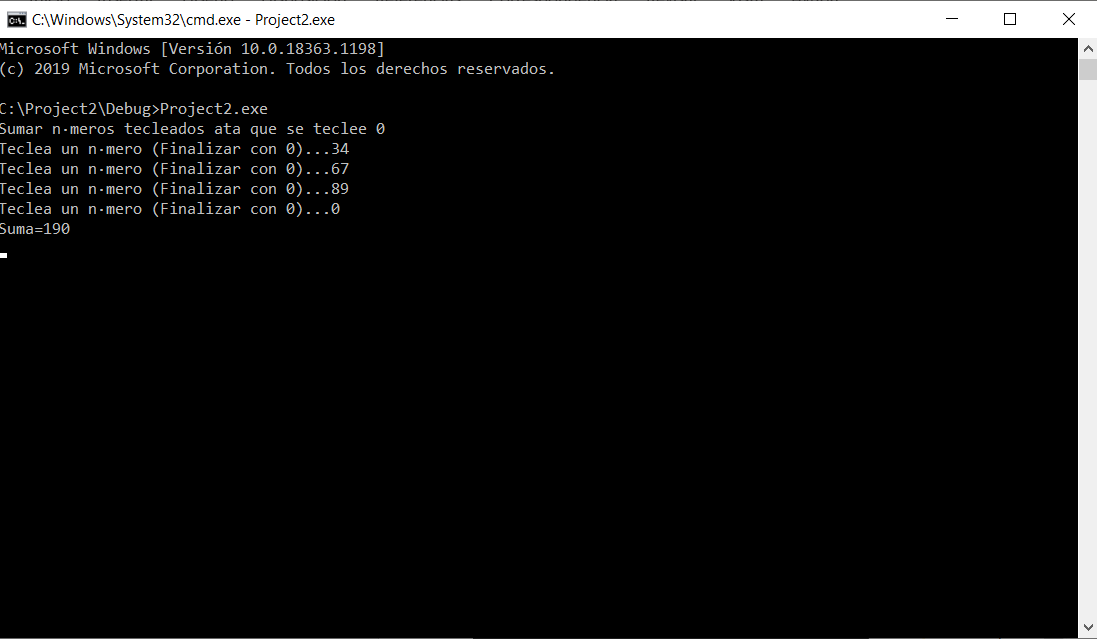 C:\Windows\System32\cmd.exe - Project2.exe
Microsoft Windows [Versión 10.0.18363.1198]
(c) 2019 Microsoft Corporation. Todos los derechos reservados.
C:\Project2\Debug>Project2.exe
Sumar n·meros tecleados ata que se teclee 0
Teclea un n·mero (Finalizar con 0)...34
Teclea un n·mero (Finalizar con 0)...67
Teclea un n·mero (Finalizar con 0)...89
Teclea un n·mero (Finalizar con 0)...0
Suma=190